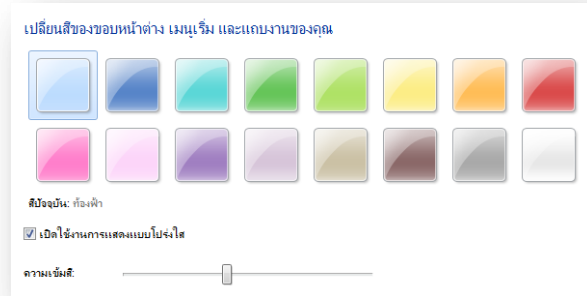 เปลี่ยนสีของขอบหน้าต่าง เมนูเริ่ม และแถบงานของคุณ
สีปัจจุบัน: ท้องฟ้า
เปิดใช้งานการแสดงแบบโปร่งใส
ความเข้มสี: